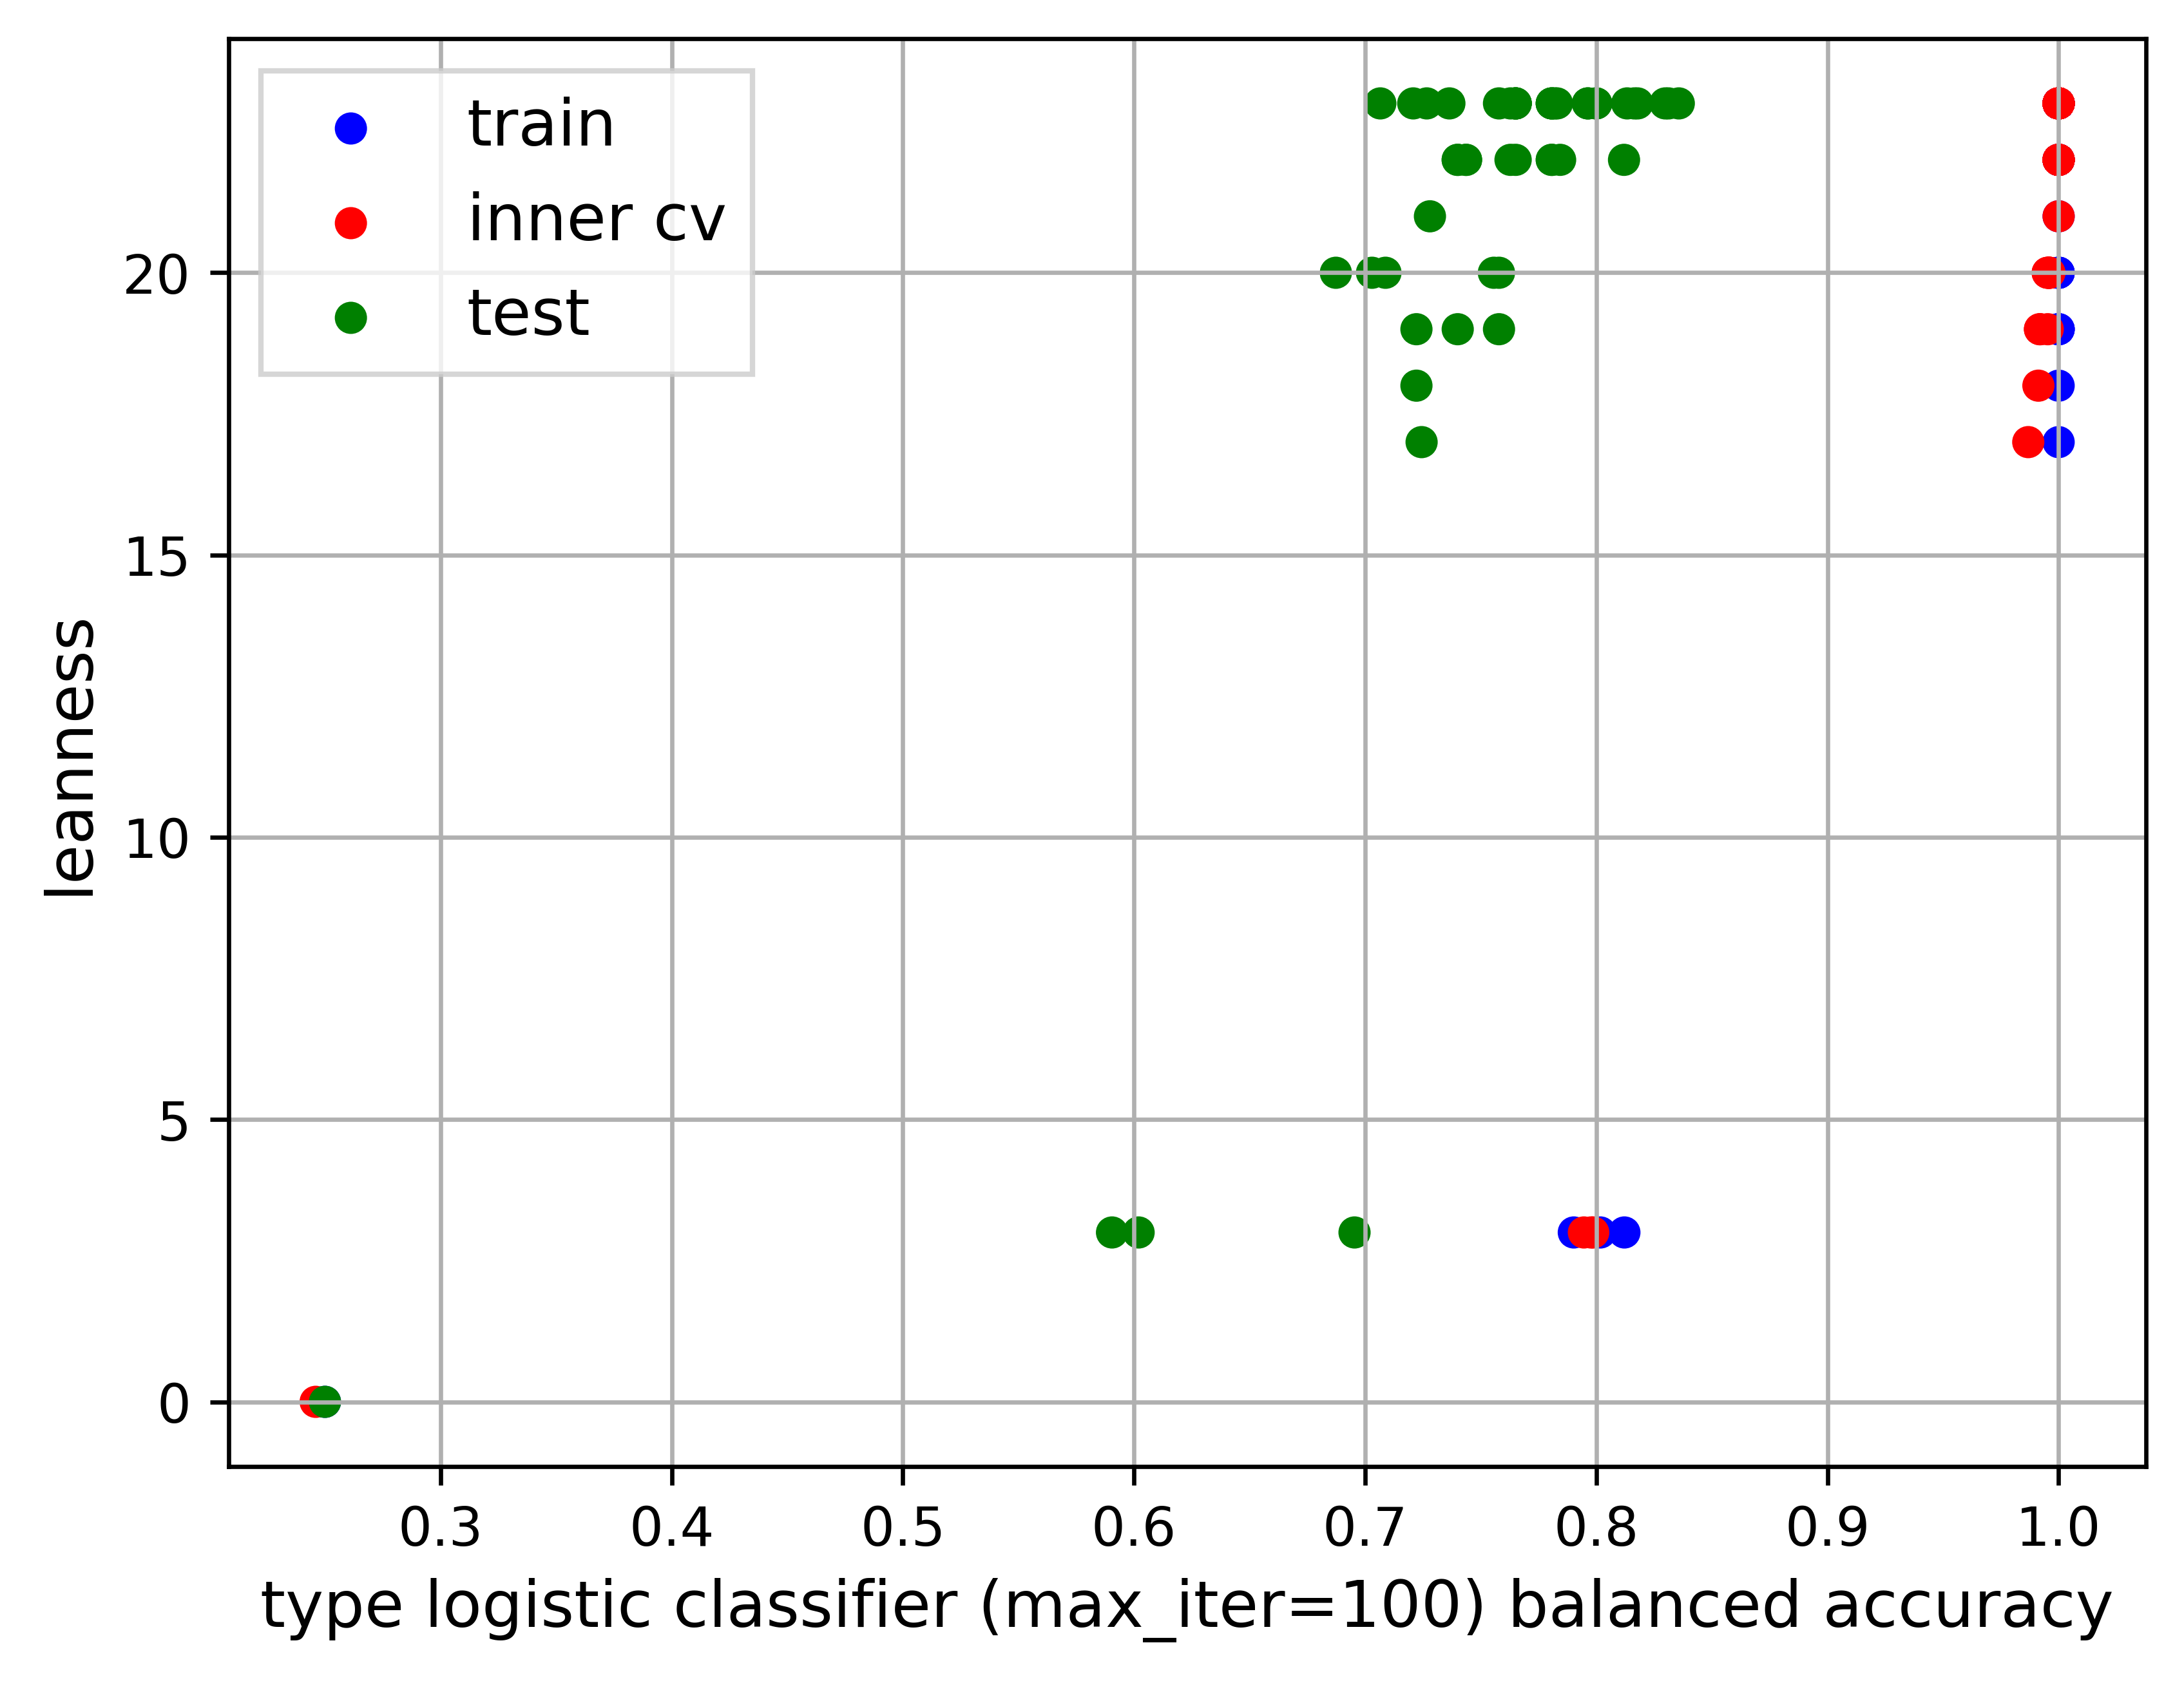 train
inner cv
test
leanness
20
15
10
5
0
0.3 0.4 0.5 0.6 0.7 0.8 0.9 1.0
type logistic classifier (max_iter=100) balanced accuracy